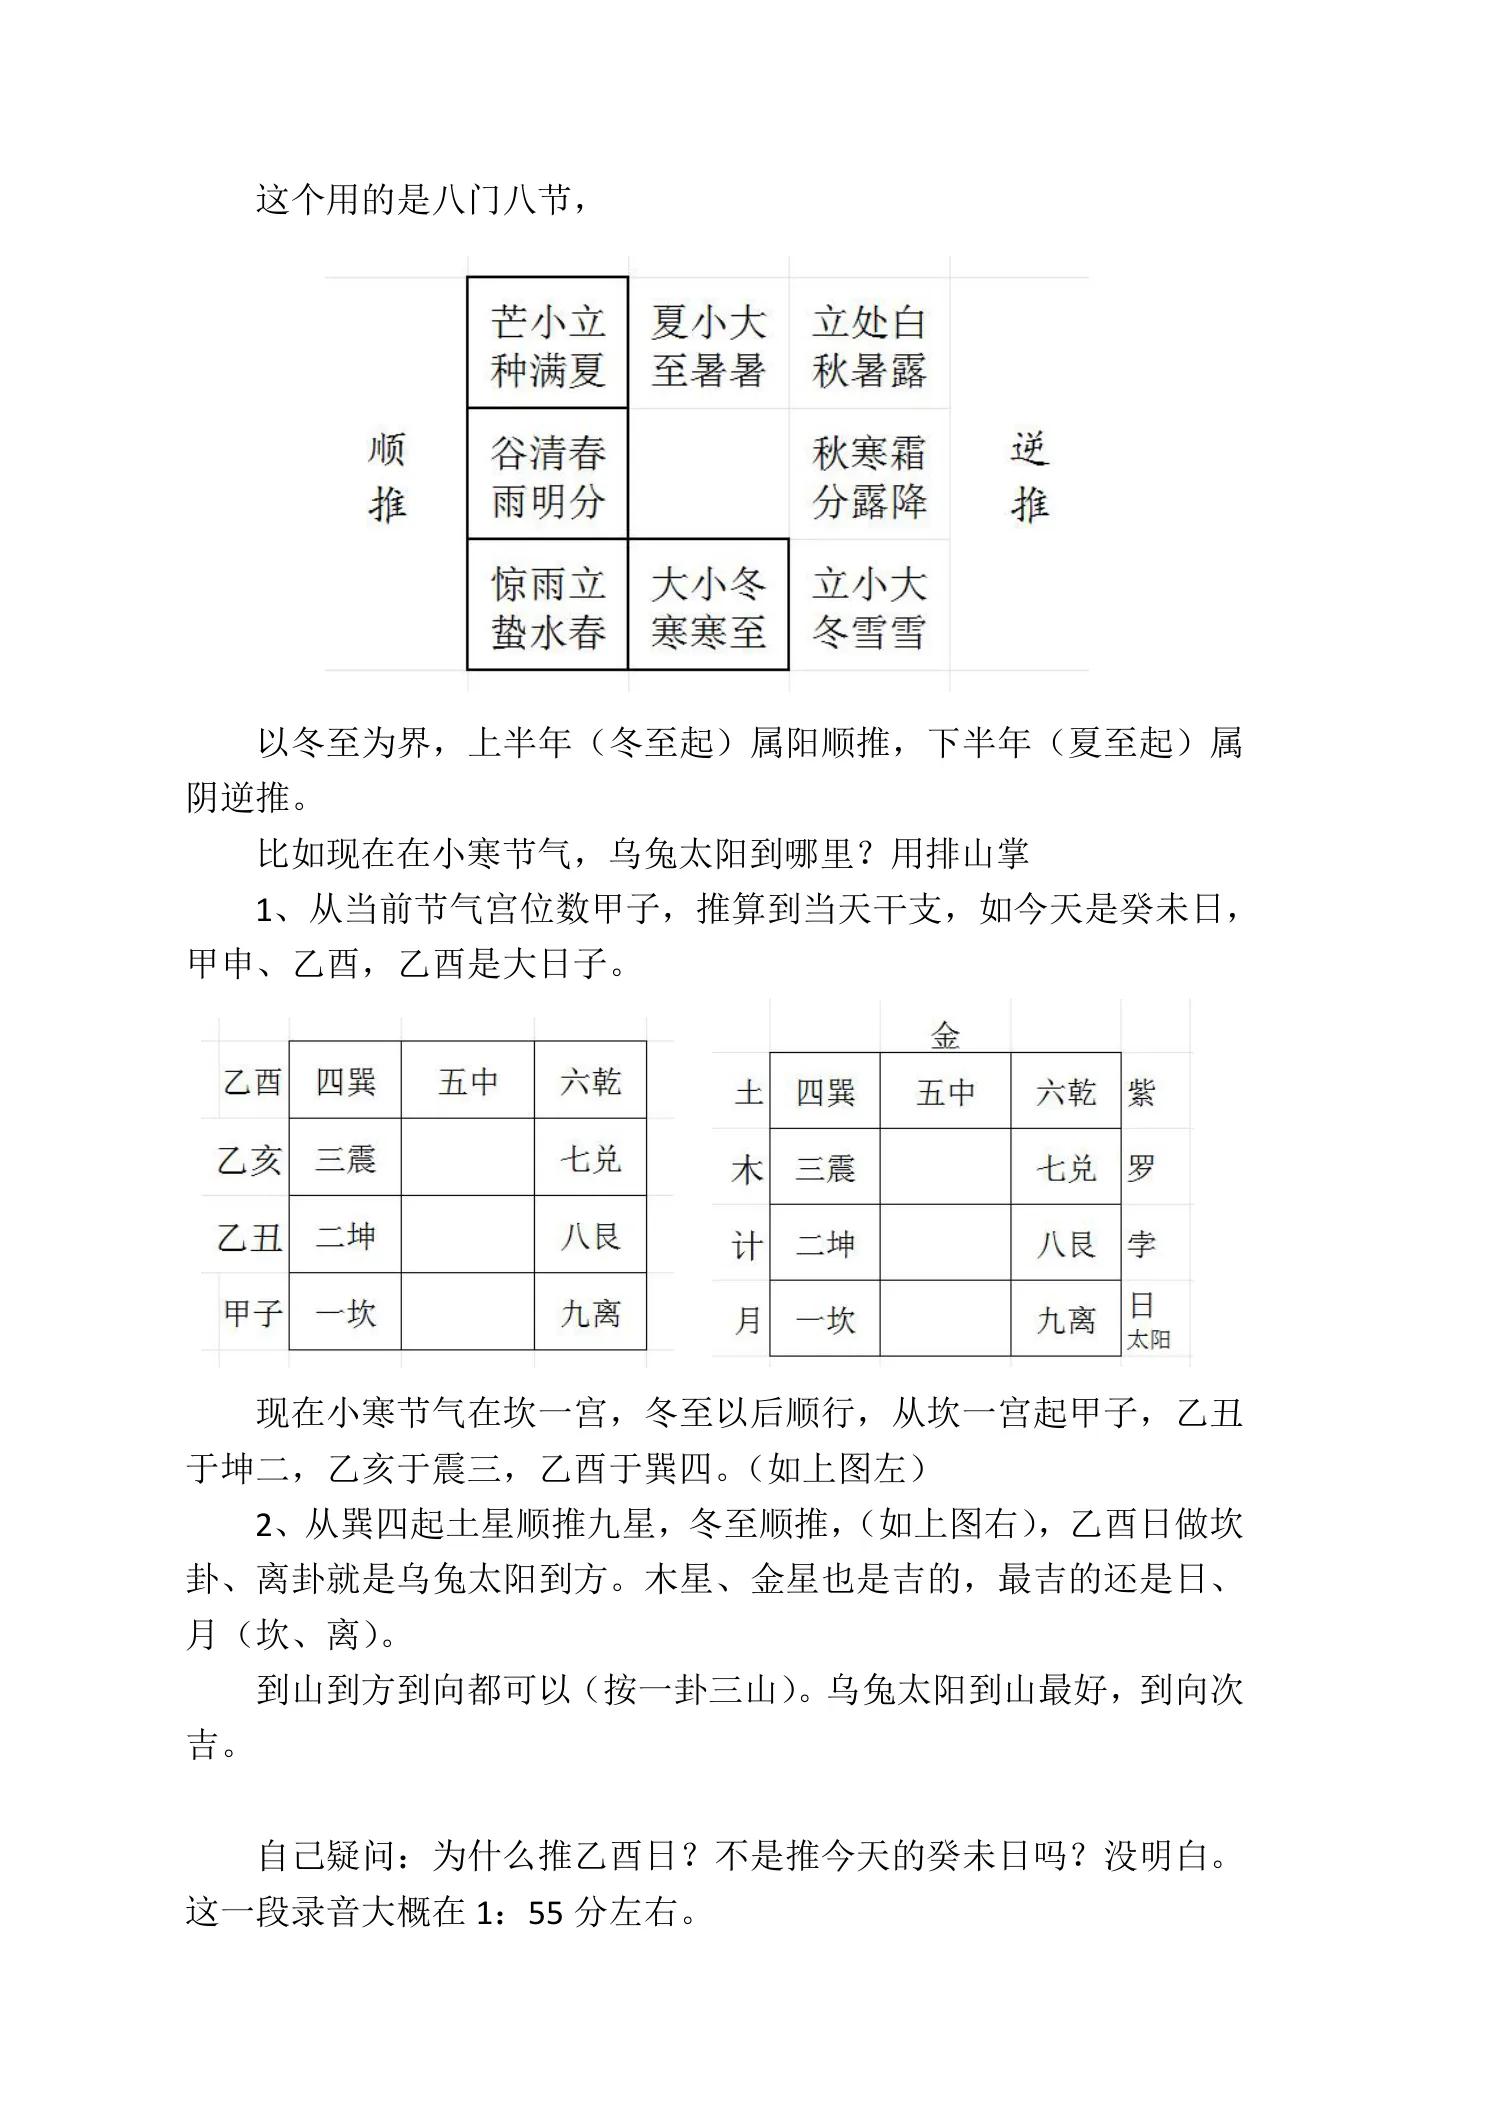 这个用的是八门八节，
芒小立 夏小大 立处白
种满夏 至暑暑 秋暑露
顺 谷清春 秋寒霜 逆
推 雨明分 分露降 推
惊雨立 大小冬 立小大
蛰水春 寒寒至 冬雪雪
以冬至为界，上半年（冬至起）属阳顺推，下半年（夏至起）属
阴逆推。
比如现在在小寒节气，乌兔太阳到哪里？用排山掌
1、从当前节气宫位数甲子，推算到当天干支，如今天是癸未日，
甲申、乙酉，乙酉是大日子。
乙酉 四巽 五中 六乾
乙亥 三震 七兑
乙丑 二坤 八艮
甲子 一坎 九离
金
土 四巽 五中 六乾 紫
木 三震 七兑 罗
计 二坤 八艮 孛
月 一坎 九离 日
太阳
现在小寒节气在坎一宫，冬至以后顺行，从坎一宫起甲子，乙丑
于坤二，乙亥于震三，乙酉于巽四。（如上图左）
2、从巽四起土星顺推九星，冬至顺推，（如上图右），乙酉日做坎
卦、离卦就是乌兔太阳到方。木星、金星也是吉的，最吉的还是日、
月（坎、离）。
到山到方到向都可以（按一卦三山）。乌兔太阳到山最好，到向次
吉。
自己疑问：为什么推乙酉日？不是推今天的癸未日吗？没明白。
这一段录音大概在 1：55 分左右。